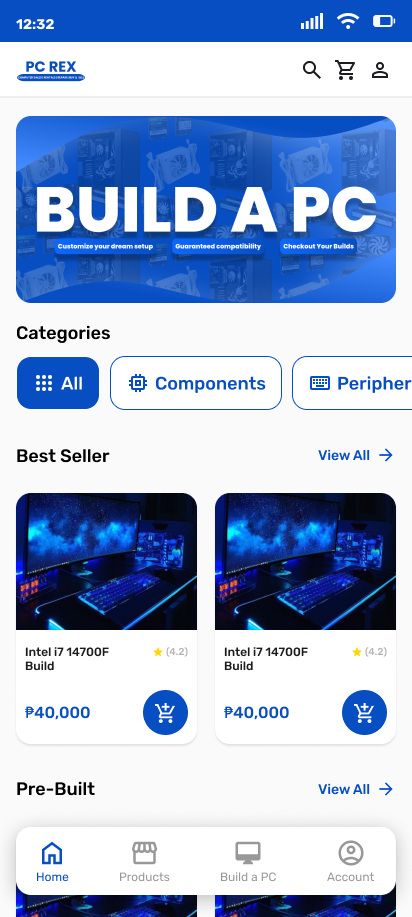 12:32
PC REX
BUILD A PC
Customize your dream setup
Guaranteed compatibility
Checkout Your Builds
Categories
All
Components
Peripher
Best Seller
View All
Intel i7 14700F
Build
(4.2)
₱40,000
Intel i7 14700F
Build
(4.2)
₱40,000
Pre-Built
View All
Home
Products
Build a PC
Account